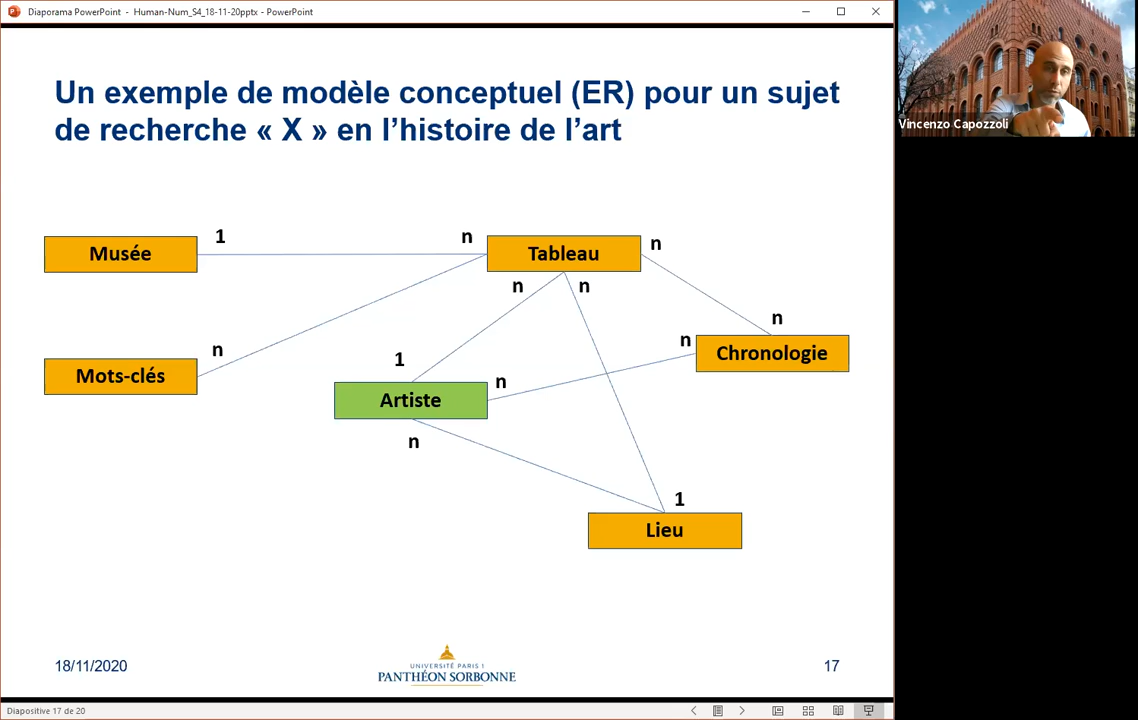 Diaporama PowerPoint - Human-Num_S4_18-11-20pptx - PowerPoint
Vincenzo Capozzoli
Un exemple de modèle conceptuel (ER) pour un sujet
de recherche « X » en l'histoire de l'art
Musée
1
n
Tableau
n
n
n
n
n
Chronologie
n
Mots-clés
1
Artiste
n
n
1
Lieu
18/11/2020
UNIVERSITÉ PARIS 1
PANTHÉON SORBONNE
17
Diapositive 17 de 20